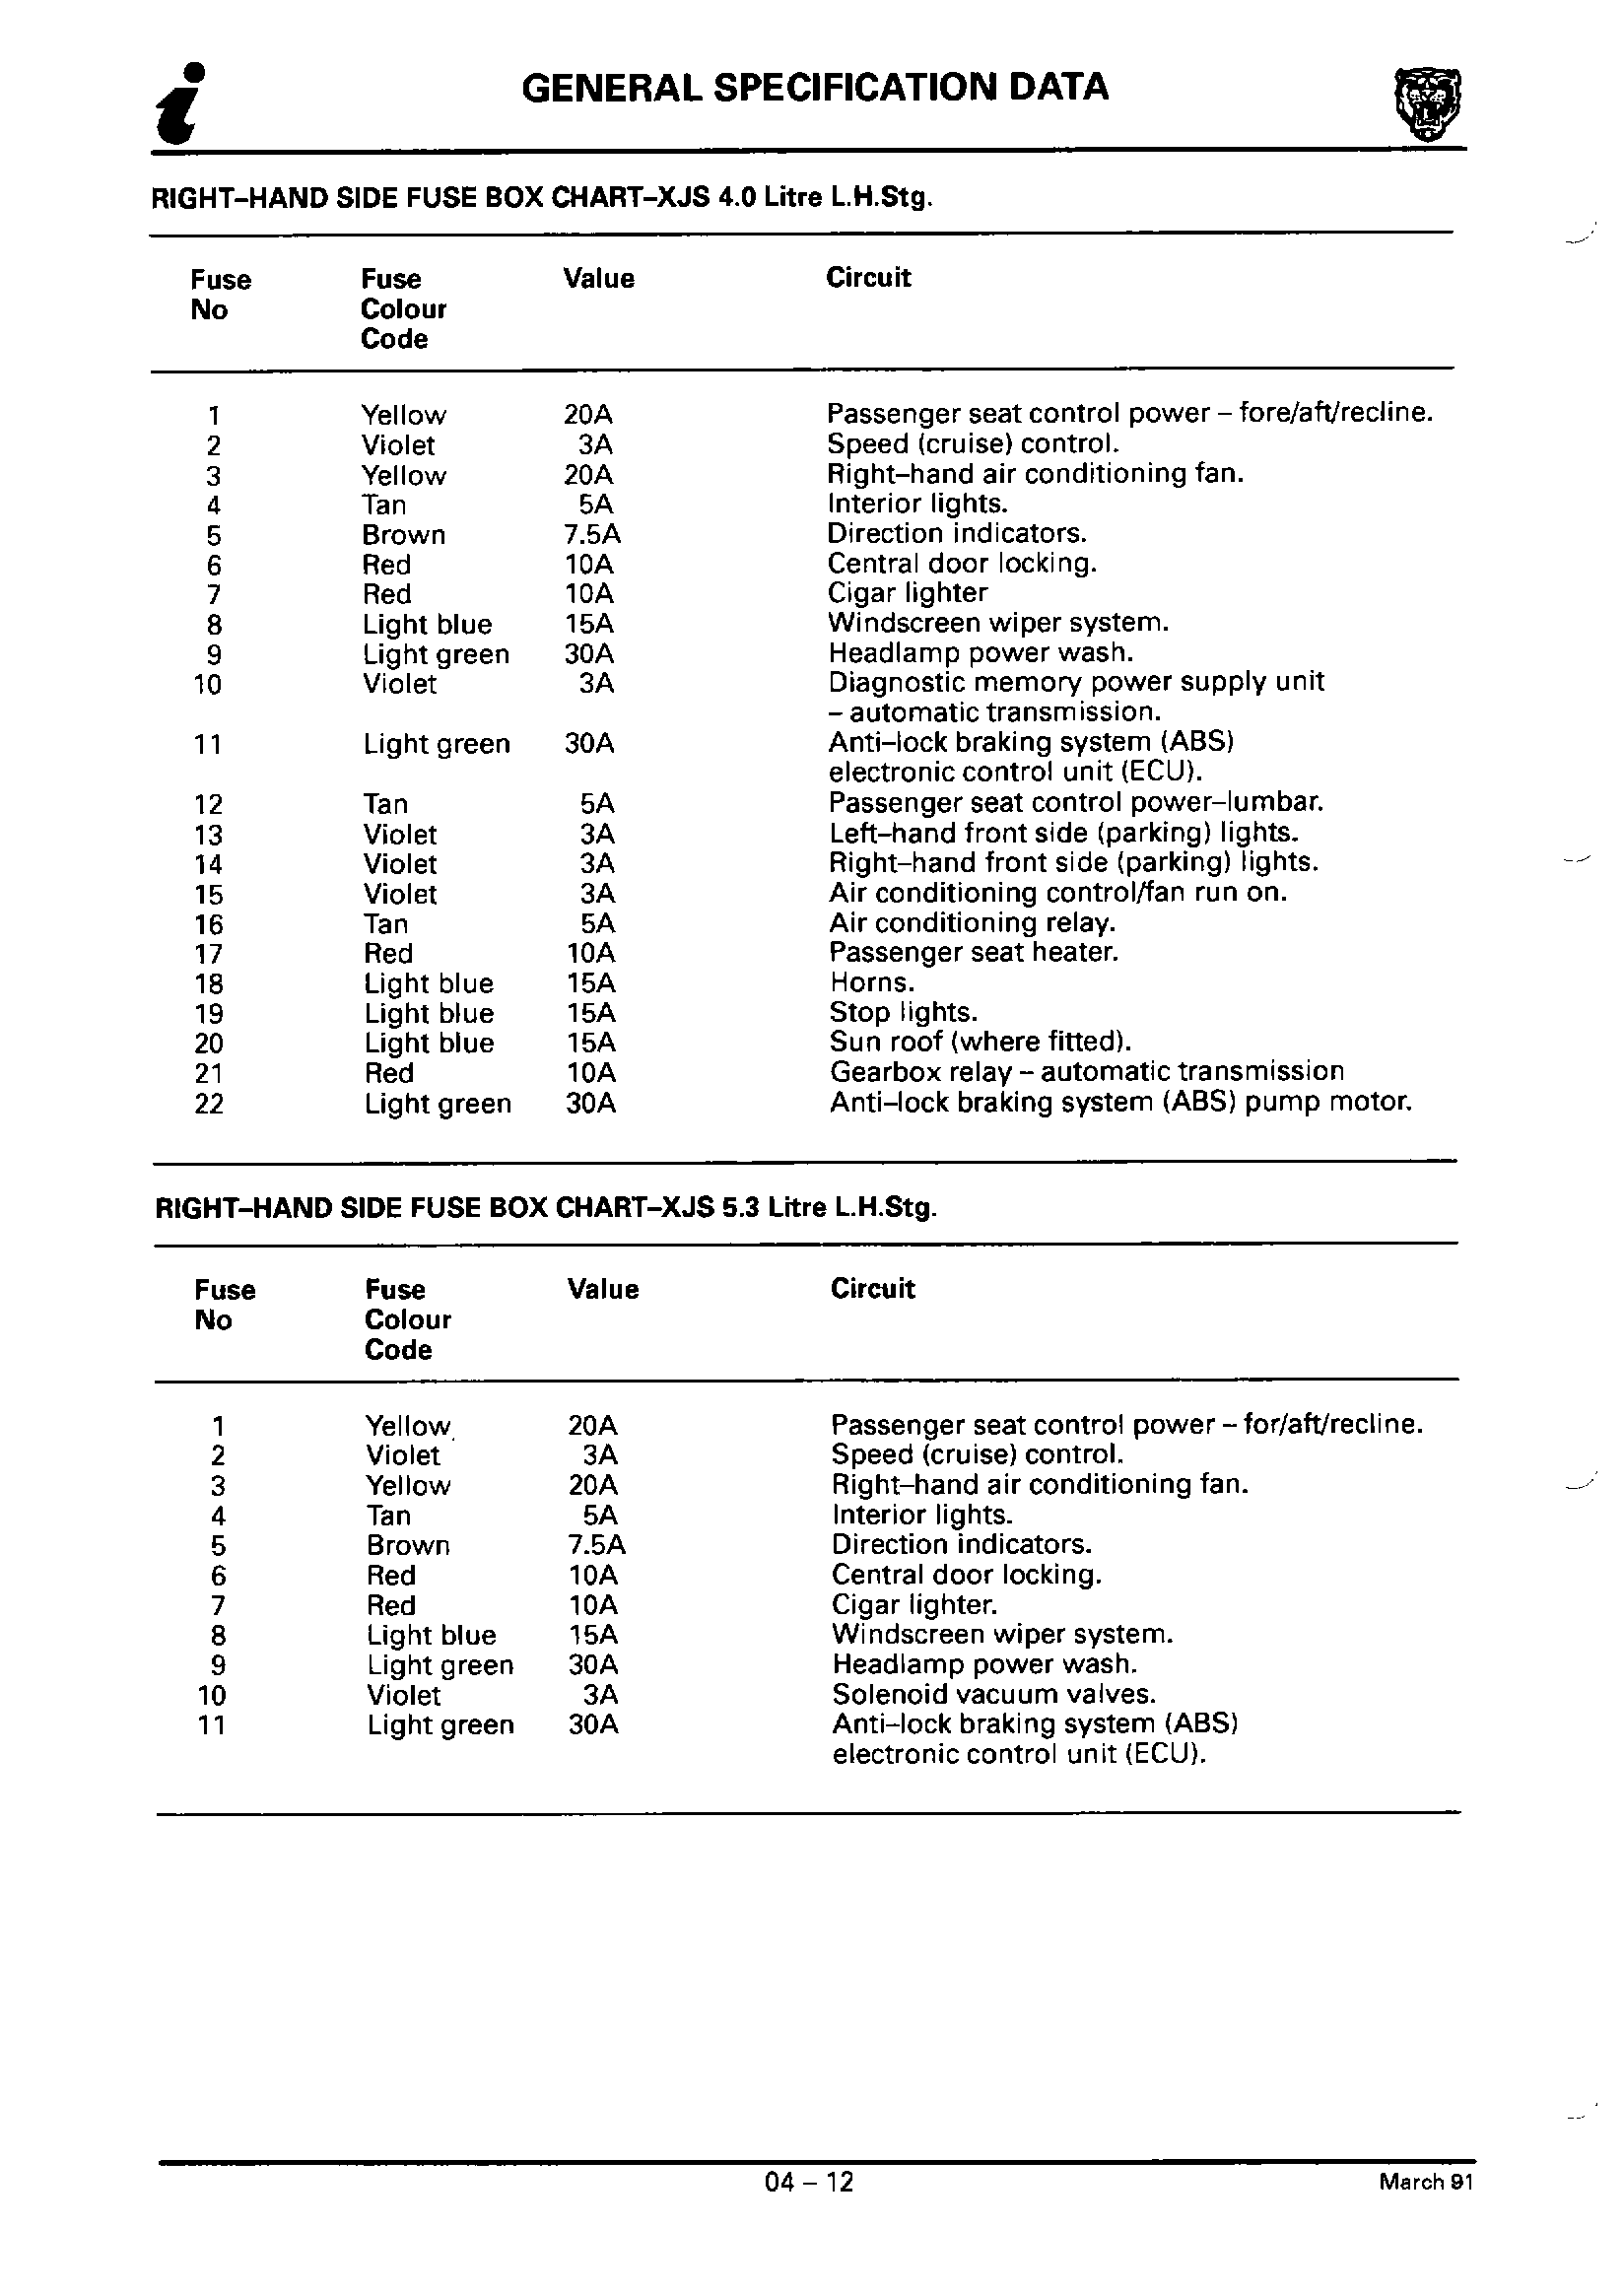 GENERAL SPECIFICATION DATA
RIGHT–HAND SIDE FUSE BOX CHART–XJS 4.0 Litre L.H.Stg.
Fuse No Fuse Colour Code Value Circuit
1 Yellow 20A Passenger seat control power – fore/aft/recline.
2 Violet 3A Speed (cruise) control.
3 Yellow 20A Right–hand air conditioning fan.
4 Tan 5A Interior lights.
5 Brown 7.5A Direction indicators.
6 Red 10A Central door locking.
7 Red 10A Cigar lighter
8 Light blue 15A Windscreen wiper system.
9 Light green 30A Headlamp power wash.
10 Violet 3A Diagnostic memory power supply unit
– automatic transmission.
11 Light green 30A Anti–lock braking system (ABS)
electronic control unit (ECU).
12 Tan 5A Passenger seat control power–lumbar.
13 Violet 3A Left–hand front side (parking) lights.
14 Violet 3A Right–hand front side (parking) lights.
15 Violet 3A Air conditioning control/fan run on.
16 Tan 5A Air conditioning relay.
17 Red 10A Passenger seat heater.
18 Light blue 15A Horns.
19 Light blue 15A Stop lights.
20 Light blue 15A Sun roof (where fitted).
21 Red 10A Gearbox relay – automatic transmission
22 Light green 30A Anti–lock braking system (ABS) pump motor.
RIGHT–HAND SIDE FUSE BOX CHART–XJS 5.3 Litre L.H.Stg.
Fuse No Fuse Colour Code Value Circuit
1 Yellow 20A Passenger seat control power – for/aft/recline.
2 Violet 3A Speed (cruise) control.
3 Yellow 20A Right–hand air conditioning fan.
4 Tan 5A Interior lights.
5 Brown 7.5A Direction indicators.
6 Red 10A Central door locking.
7 Red 10A Cigar lighter.
8 Light blue 15A Windscreen wiper system.
9 Light green 30A Headlamp power wash.
10 Violet 3A Solenoid vacuum valves.
11 Light green 30A Anti–lock braking system (ABS)
electronic control unit (ECU).
04 – 12
March 91